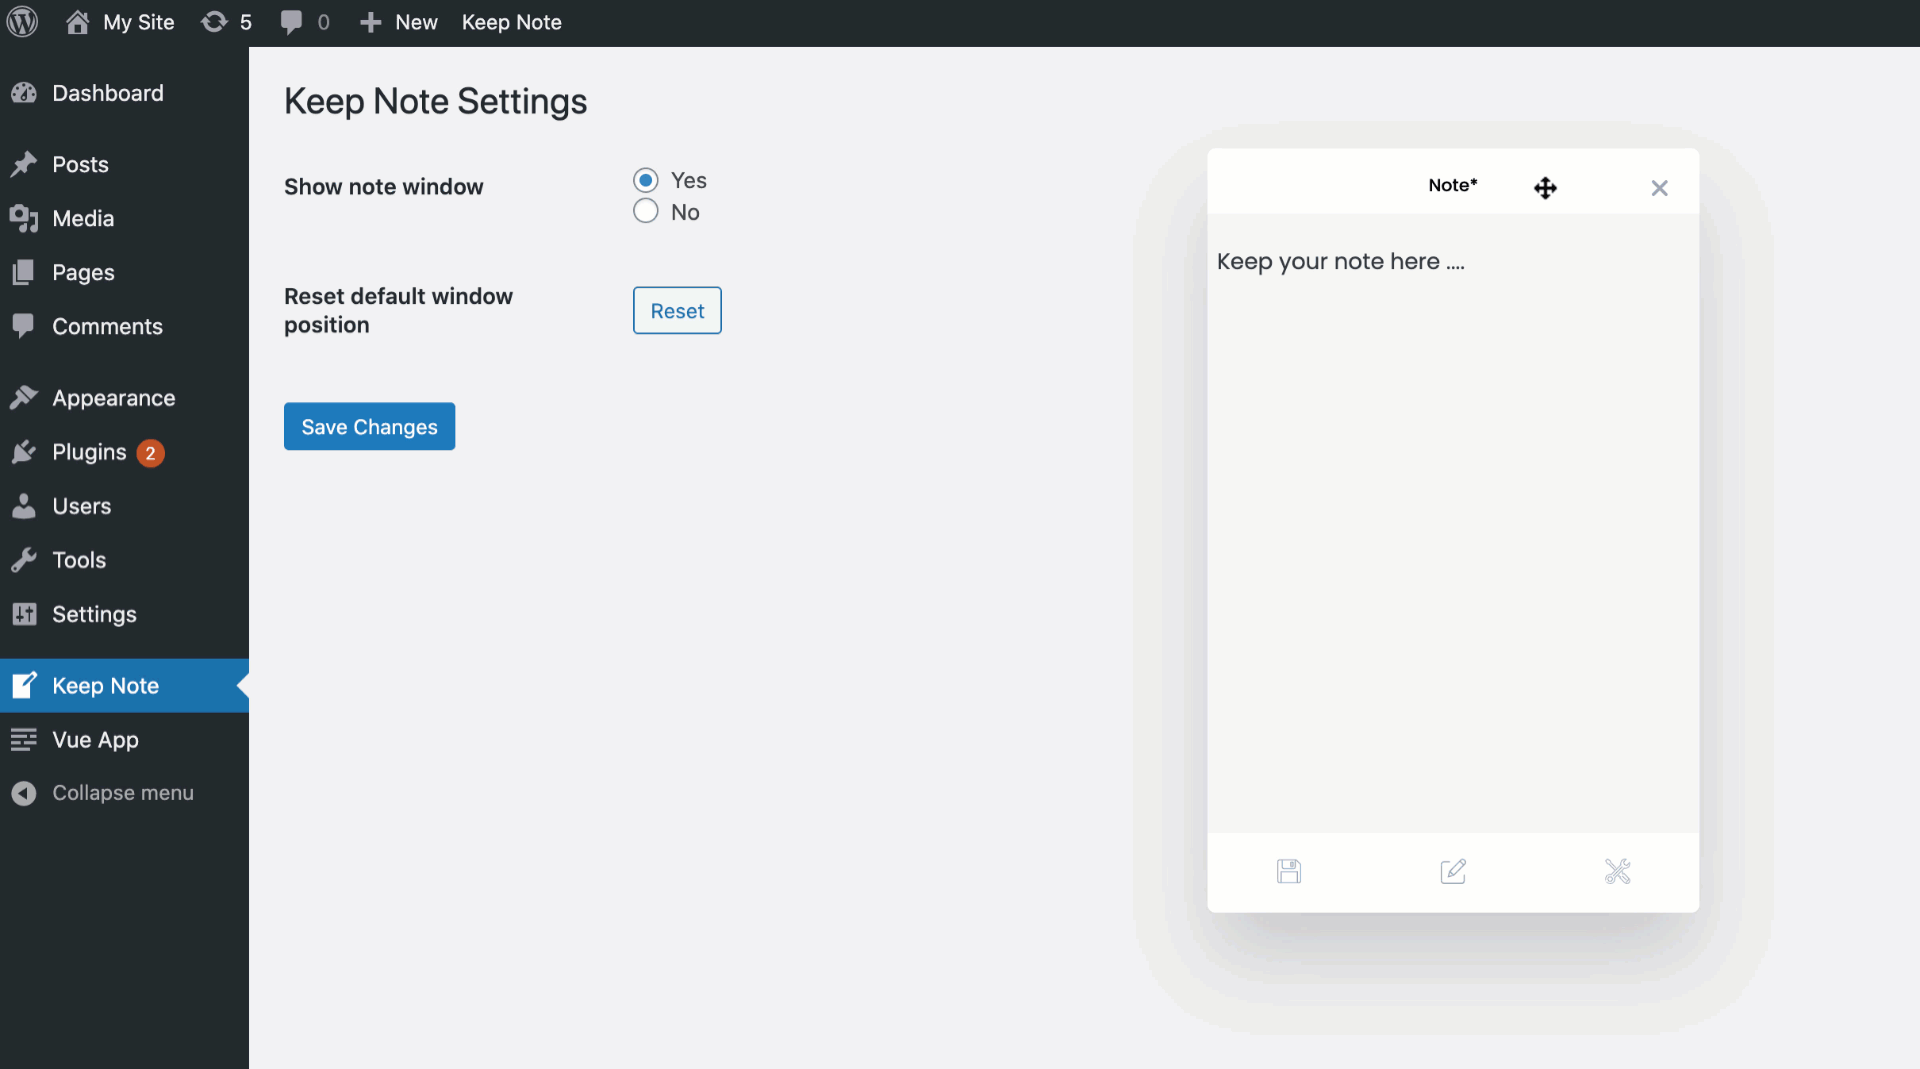 My Site
5
0
New
Keep Note
Dashboard
Posts
Media
Pages
Comments
Appearance
Plugins 2
Users
Tools
Settings
Keep Note
Vue App
Collapse menu
Keep Note Settings
Show note window
Yes
No
Reset default window
position
Reset
Save Changes
Note*
Keep your note here ....